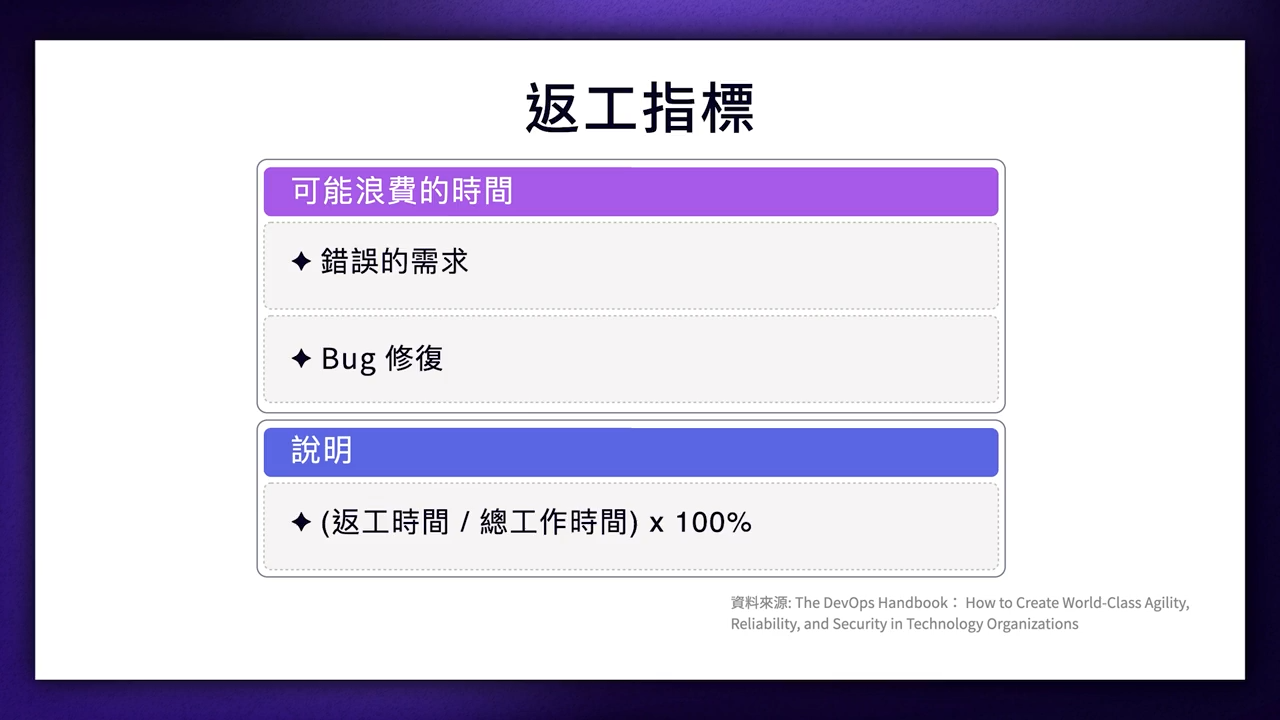 返工指標
可能浪費的時間
✦ 錯誤的需求
✦ Bug 修復
說明
✦ (返工時間 / 總工作時間) x 100%
資料來源: The DevOps Handbook： How to Create World-Class Agility,
Reliability, and Security in Technology Organizations